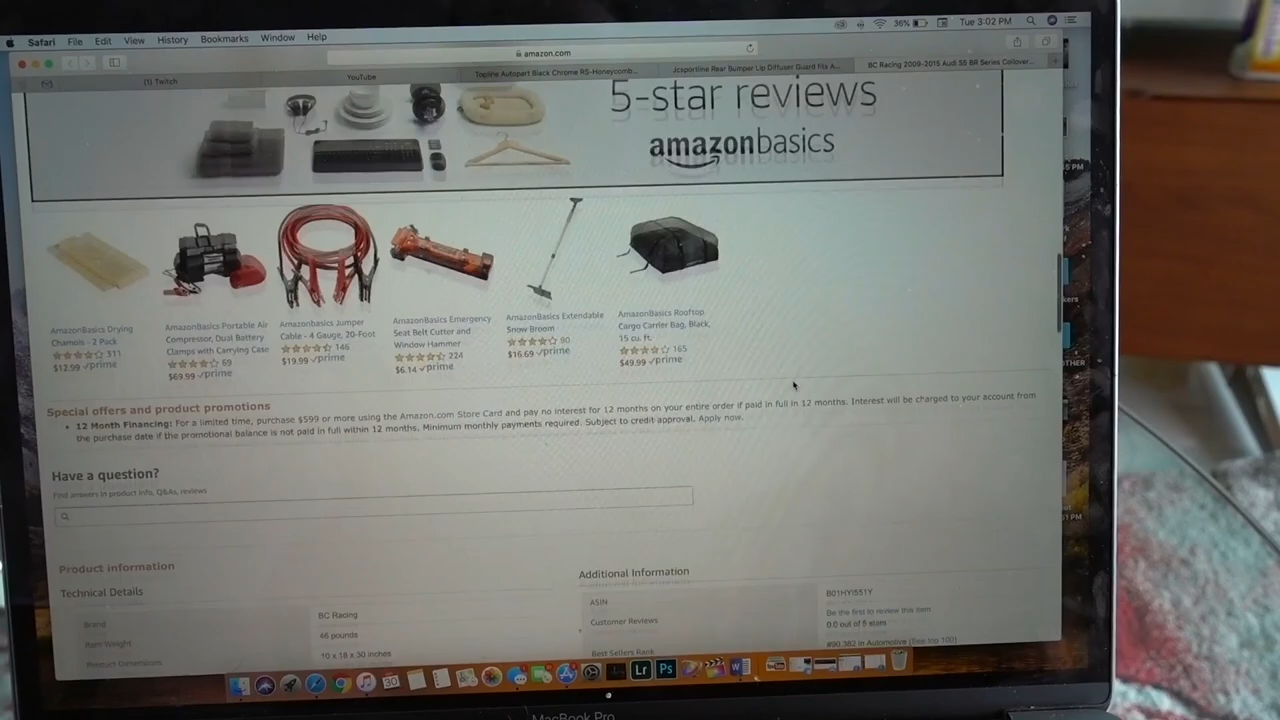 Safari File Edit View History Bookmarks Window Help 36% Tue 3:02 PM
amazon.com
(1) Twitch YouTube Topline Autopart Black Chrome RS-Honeycomb... Jcsportline Rear Bumper Lip Diffuser Guard Fits A... BC Racing 2009-2015 Audi S5 BR Series Coilover...
5-star reviews
amazonbasics
AmazonBasics Drying
Chamois - 2 Pack
311
$12.99 prime
AmazonBasics Portable Air
Compressor, Dual Battery
Clamps with Carrying Case
69
$69.99 prime
Amazonbasics Jumper
Cable - 4 Gauge, 20-Foot
146
$19.99 prime
AmazonBasics Emergency
Seat Belt Cutter and
Window Hammer
224
$6.14 prime
AmazonBasics Extendable
Snow Broom
80
$16.69 prime
AmazonBasics Rooftop
Cargo Carrier Bag, Black,
15 cu. ft.
165
$49.99 prime
Special offers and product promotions
12 Month Financing: For a limited time, purchase $599 or more using the Amazon.com Store Card and pay no interest for 12 months on your entire order if paid in full in 12 months. Interest will be charged to your account from
the purchase date if the promotional balance is not paid in full within 12 months. Minimum monthly payments required. Subject to credit approval. Apply now.
Have a question?
Find answers in product info, Q&As, reviews
Product information
Technical Details
Brand BC Racing
Item Weight 46 pounds
Product Dimensions 10 x 18 x 30 inches
Additional Information
ASIN B01HYI551Y
Customer Reviews Be the first to review this item
0.0 out of 5 stars
Best Sellers Rank #90,382 in Automotive (See top 100)
30
Lr Ps W
MacBook Pro